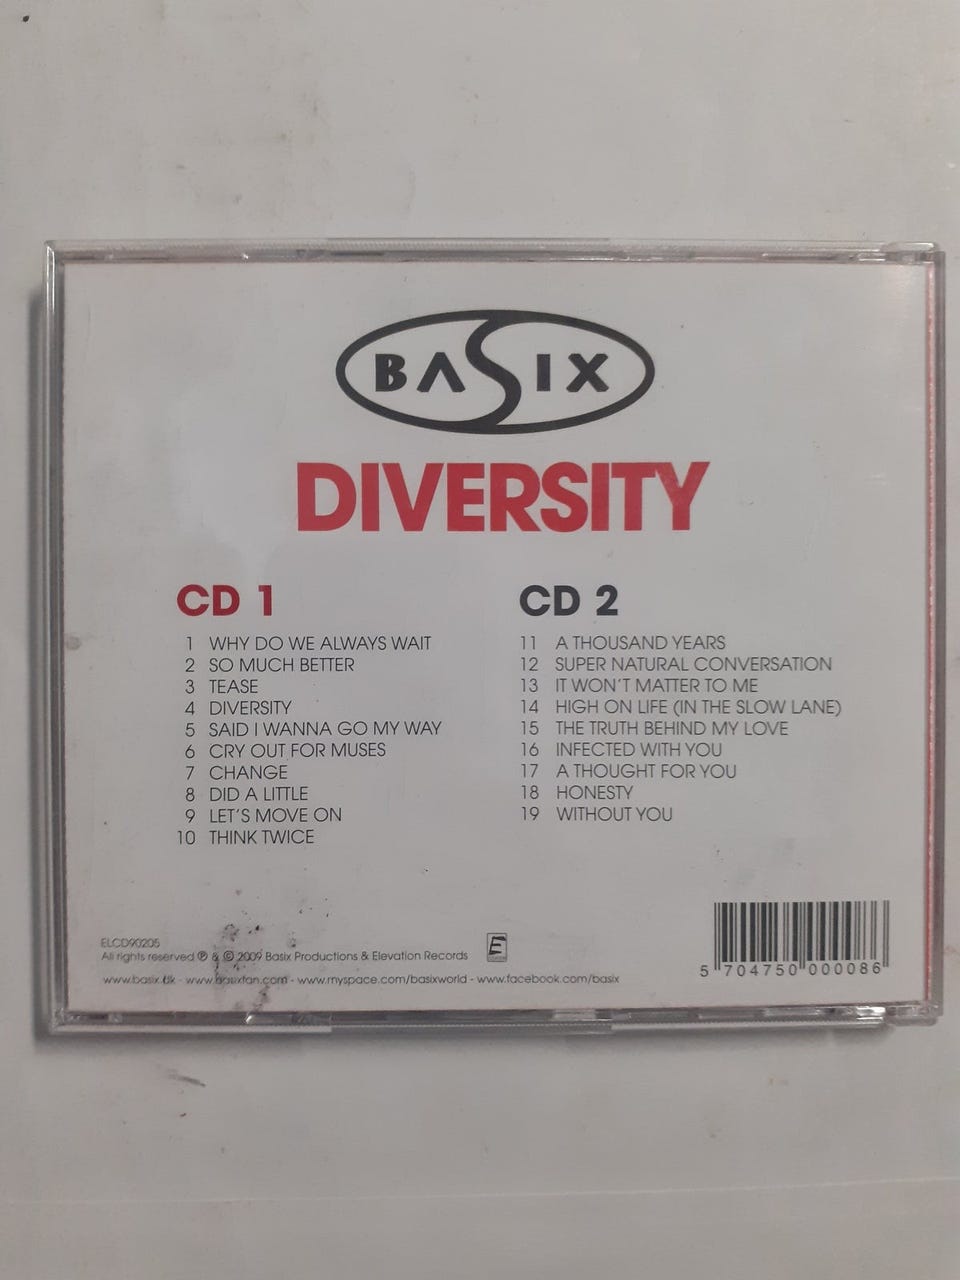 BASIX
DIVERSITY
CD 1
1 WHY DO WE ALWAYS WAIT
2 SO MUCH BETTER
3 TEASE
4 DIVERSITY
5 SAID I WANNA GO MY WAY
6 CRY OUT FOR MUSES
7 CHANGE
8 DID A LITTLE
9 LET'S MOVE ON
10 THINK TWICE
CD 2
11 A THOUSAND YEARS
12 SUPER NATURAL CONVERSATION
13 IT WON'T MATTER TO ME
14 HIGH ON LIFE (IN THE SLOW LANE)
15 THE TRUTH BEHIND MY LOVE
16 INFECTED WITH YOU
17 A THOUGHT FOR YOU
18 HONESTY
19 WITHOUT YOU
ELCD90205
All rights reserved ℗ & © 2009 Basix Productions & Elevation Records
www.basix.dk - www.basixfan.com - www.myspace.com/basixworld - www.facebook.com/basix
E
5 704750 000086